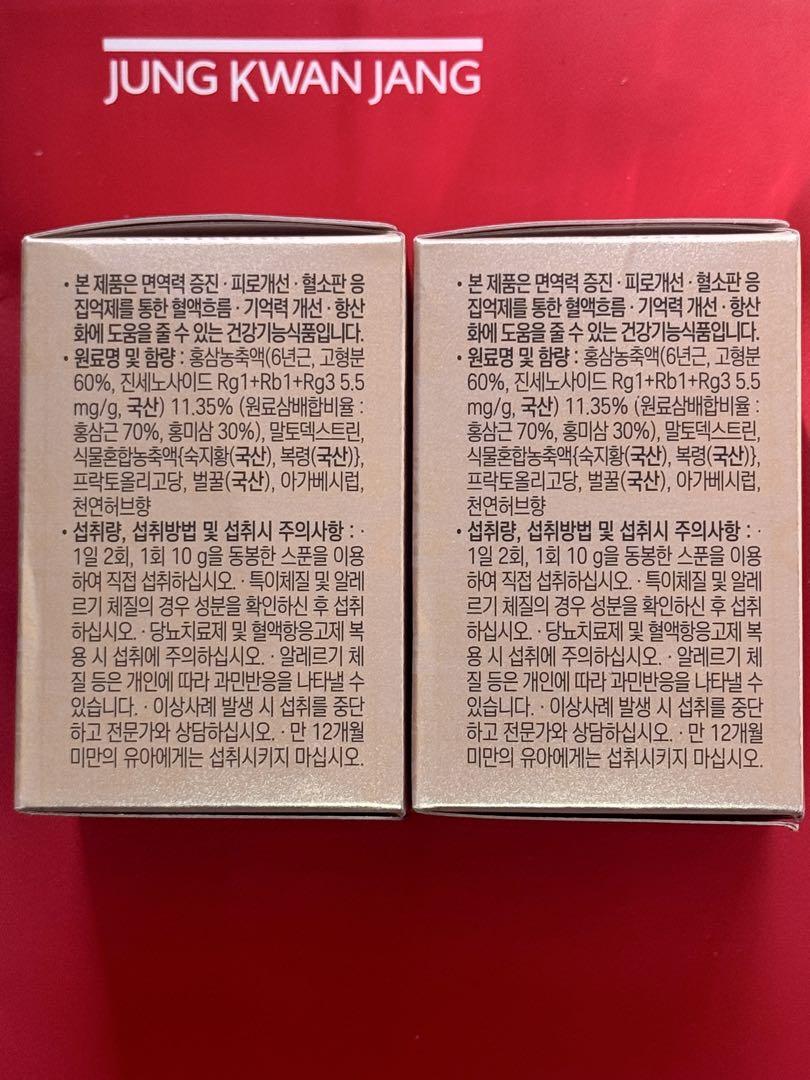 JUNG KWAN JANG
· 본 제품은 면역력 증진 · 피로개선 · 혈소판 응
집억제를 통한 혈액흐름 · 기억력 개선 · 항산
화에 도움을 줄 수 있는 건강기능식품입니다.
· 원료명 및 함량 : 홍삼농축액(6년근, 고형분
60%, 진세노사이드 Rg1+Rb1+Rg3 5.5
mg/g, 국산) 11.35% (원료삼배합비율 :
홍삼근 70%, 홍미삼 30%), 말토덱스트린,
식물혼합농축액{숙지황(국산), 복령(국산)},
프락토올리고당, 벌꿀(국산), 아가베시럽,
천연허브향
· 섭취량, 섭취방법 및 섭취시 주의사항 : ·
1일 2회, 1회 10 g을 동봉한 스푼을 이용
하여 직접 섭취하십시오. · 특이체질 및 알레
르기 체질의 경우 성분을 확인하신 후 섭취
하십시오. · 당뇨치료제 및 혈액항응고제 복
용 시 섭취에 주의하십시오. · 알레르기 체
질 등은 개인에 따라 과민반응을 나타낼 수
있습니다. · 이상사례 발생 시 섭취를 중단
하고 전문가와 상담하십시오. · 만 12개월
미만의 유아에게는 섭취시키지 마십시오.
· 본 제품은 면역력 증진 · 피로개선 · 혈소판 응
집억제를 통한 혈액흐름 · 기억력 개선 · 항산
화에 도움을 줄 수 있는 건강기능식품입니다.
· 원료명 및 함량 : 홍삼농축액(6년근, 고형분
60%, 진세노사이드 Rg1+Rb1+Rg3 5.5
mg/g, 국산) 11.35% (원료삼배합비율 :
홍삼근 70%, 홍미삼 30%), 말토덱스트린,
식물혼합농축액{숙지황(국산), 복령(국산)},
프락토올리고당, 벌꿀(국산), 아가베시럽,
천연허브향
· 섭취량, 섭취방법 및 섭취시 주의사항 : ·
1일 2회, 1회 10 g을 동봉한 스푼을 이용
하여 직접 섭취하십시오. · 특이체질 및 알레
르기 체질의 경우 성분을 확인하신 후 섭취
하십시오. · 당뇨치료제 및 혈액항응고제 복
용 시 섭취에 주의하십시오. · 알레르기 체
질 등은 개인에 따라 과민반응을 나타낼 수
있습니다. · 이상사례 발생 시 섭취를 중단
하고 전문가와 상담하십시오. · 만 12개월
미만의 유아에게는 섭취시키지 마십시오.